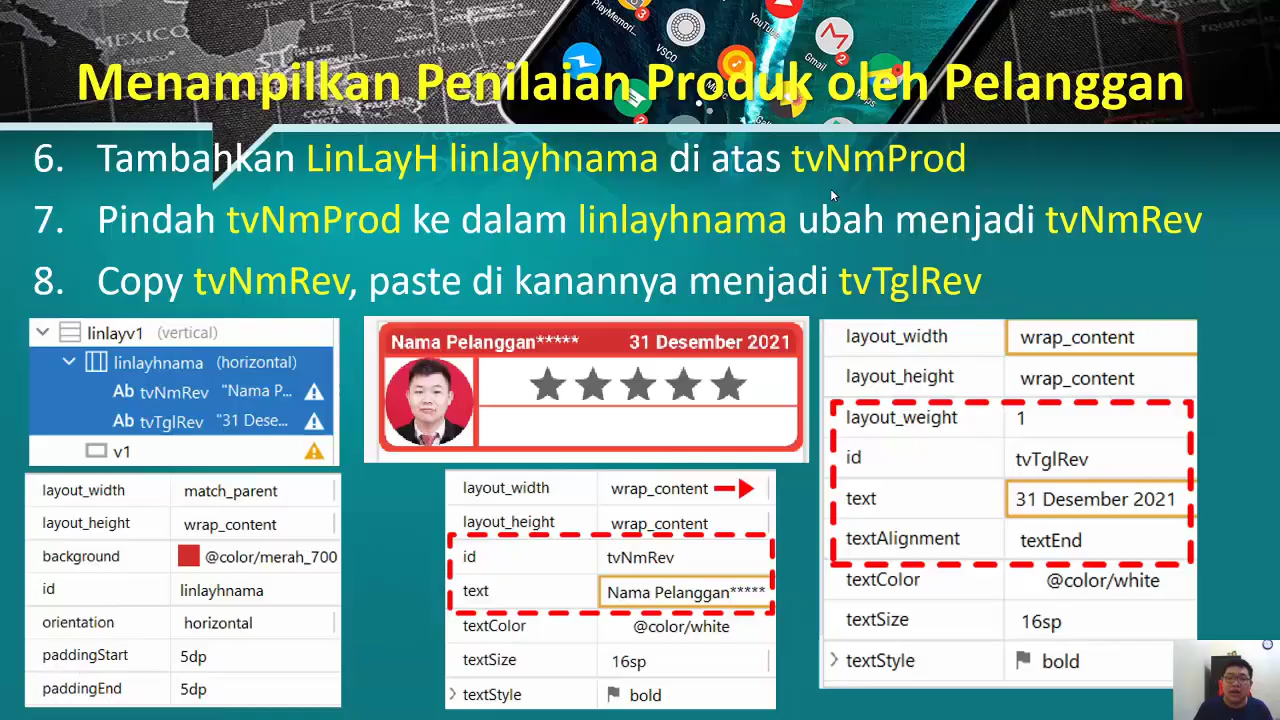 PlayMemori...
VSCO
YouTube
Gmail
Menampilkan Penilaian Produk oleh Pelanggan
6. Tambahkan LinLayH linlayhnama di atas tvNmProd
7. Pindah tvNmProd ke dalam linlayhnama ubah menjadi tvNmRev
8. Copy tvNmRev, paste di kanannya menjadi tvTglRev
linlayv1 (vertical)
linlayhnama (horizontal)
Ab tvNmRev "Nama P...
Ab tvTglRev "31 Dese...
v1
layout_width match_parent
layout_height wrap_content
background @color/merah_700
id linlayhnama
orientation horizontal
paddingStart 5dp
paddingEnd 5dp
Nama Pelanggan***** 31 Desember 2021
layout_width wrap_content
layout_height wrap_content
id tvNmRev
text Nama Pelanggan*****
textColor @color/white
textSize 16sp
textStyle bold
layout_width wrap_content
layout_height wrap_content
layout_weight 1
id tvTglRev
text 31 Desember 2021
textAlignment textEnd
textColor @color/white
textSize 16sp
textStyle bold